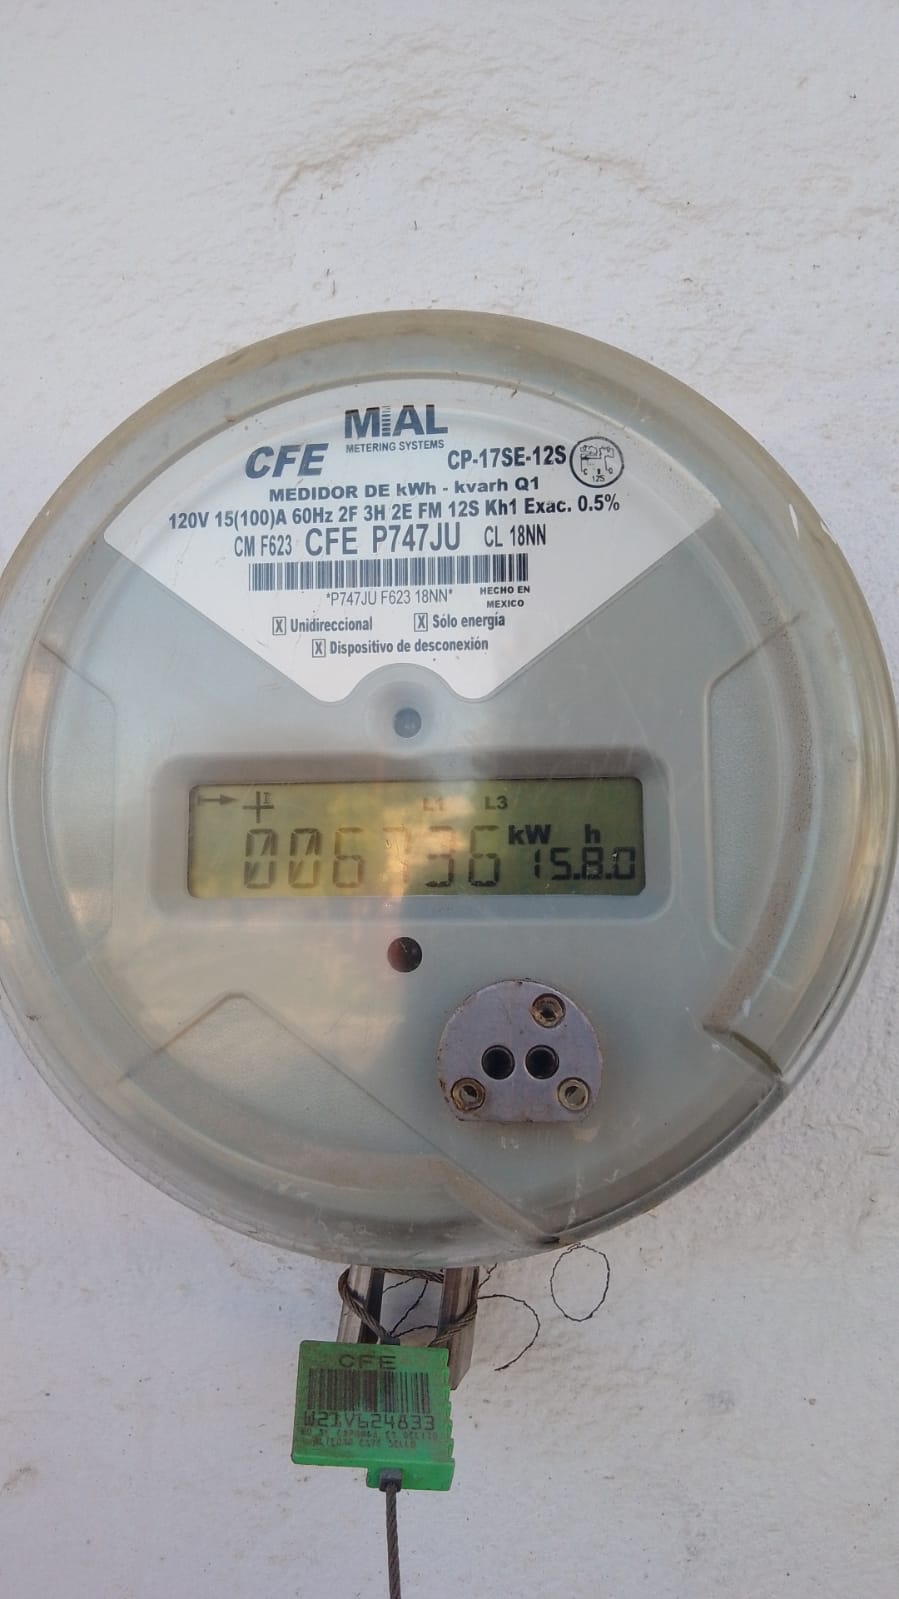 MIAL
METERING SYSTEMS
CFE
CP-17SE-12S
12S
MEDIDOR DE kWh - kvarh Q1
120V 15(100)A 60Hz 2F 3H 2E FM 12S Kh1 Exac. 0.5%
CM F623 CFE P747JU CL 18NN
*P747JU F623 18NN*
HECHO EN
MEXICO
X Unidireccional X Sólo energía
X Dispositivo de desconexión
L1 L3
006736 kW h 15.8.0
CFE
W21V624833